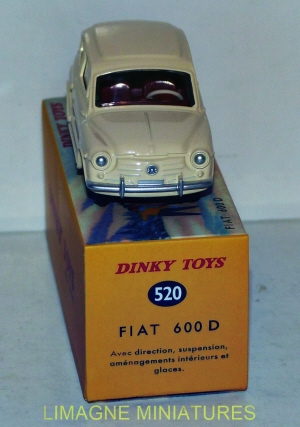 DINKY TOYS
FIAT 600 D
DINKY TOYS
520
FIAT 600 D
Avec direction, suspension,
aménagements intérieurs et
glaces.
LIMAGNE MINIATURES